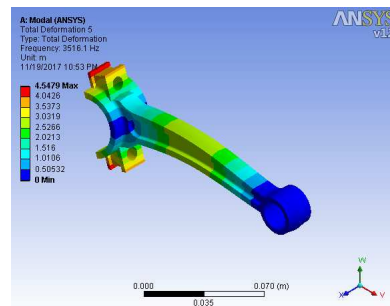 A: Modal (ANSYS)
Total Deformation 5
Type: Total Deformation
Frequency: 3516.1 Hz
Unit: m
11/19/2017 10:53 PM
4.5479 Max
4.0426
3.5373
3.0319
2.5266
2.0213
1.516
1.0106
0.50532
0 Min
ANSYS
0.000
0.070 (m)
0.035